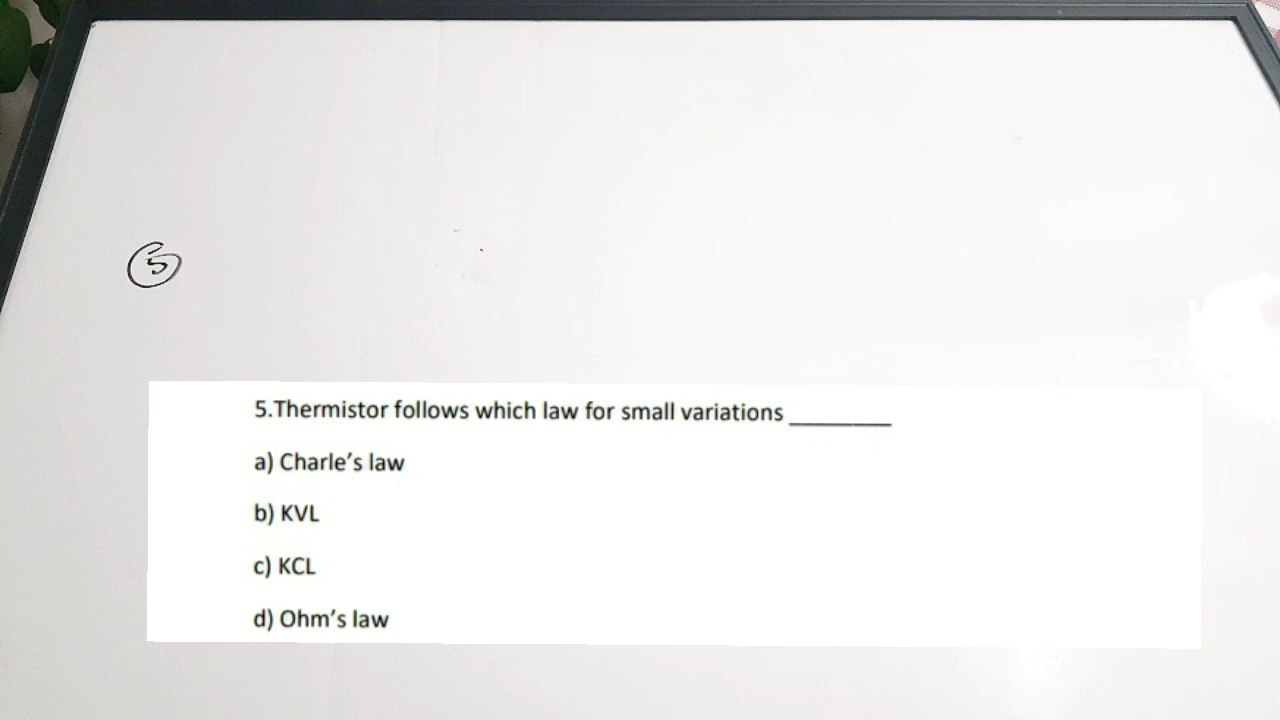 5
5.Thermistor follows which law for small variations ________
a) Charle's law
b) KVL
c) KCL
d) Ohm's law